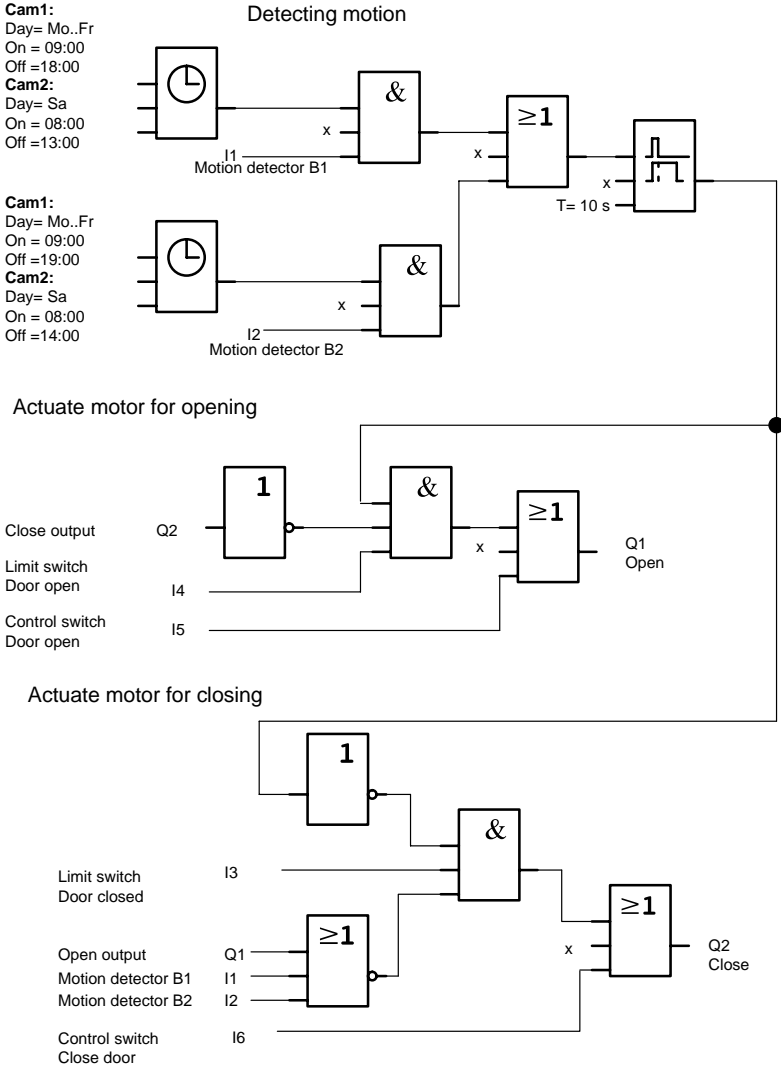 Detecting motion
Cam1:
Day= Mo..Fr
On = 09:00
Off =18:00
Cam2:
Day= Sa
On = 08:00
Off =13:00
&
x
I1
Motion detector B1
≥1
x
x
T= 10 s
Cam1:
Day= Mo..Fr
On = 09:00
Off =19:00
Cam2:
Day= Sa
On = 08:00
Off =14:00
&
x
I2
Motion detector B2
Actuate motor for opening
1
&
≥1
Close output Q2
x
Q1
Open
Limit switch
Door open I4
Control switch
Door open I5
Actuate motor for closing
1
&
Limit switch I3
Door closed
≥1
≥1
Open output Q1
Motion detector B1 I1
Motion detector B2 I2
x
Q2
Close
Control switch I6
Close door